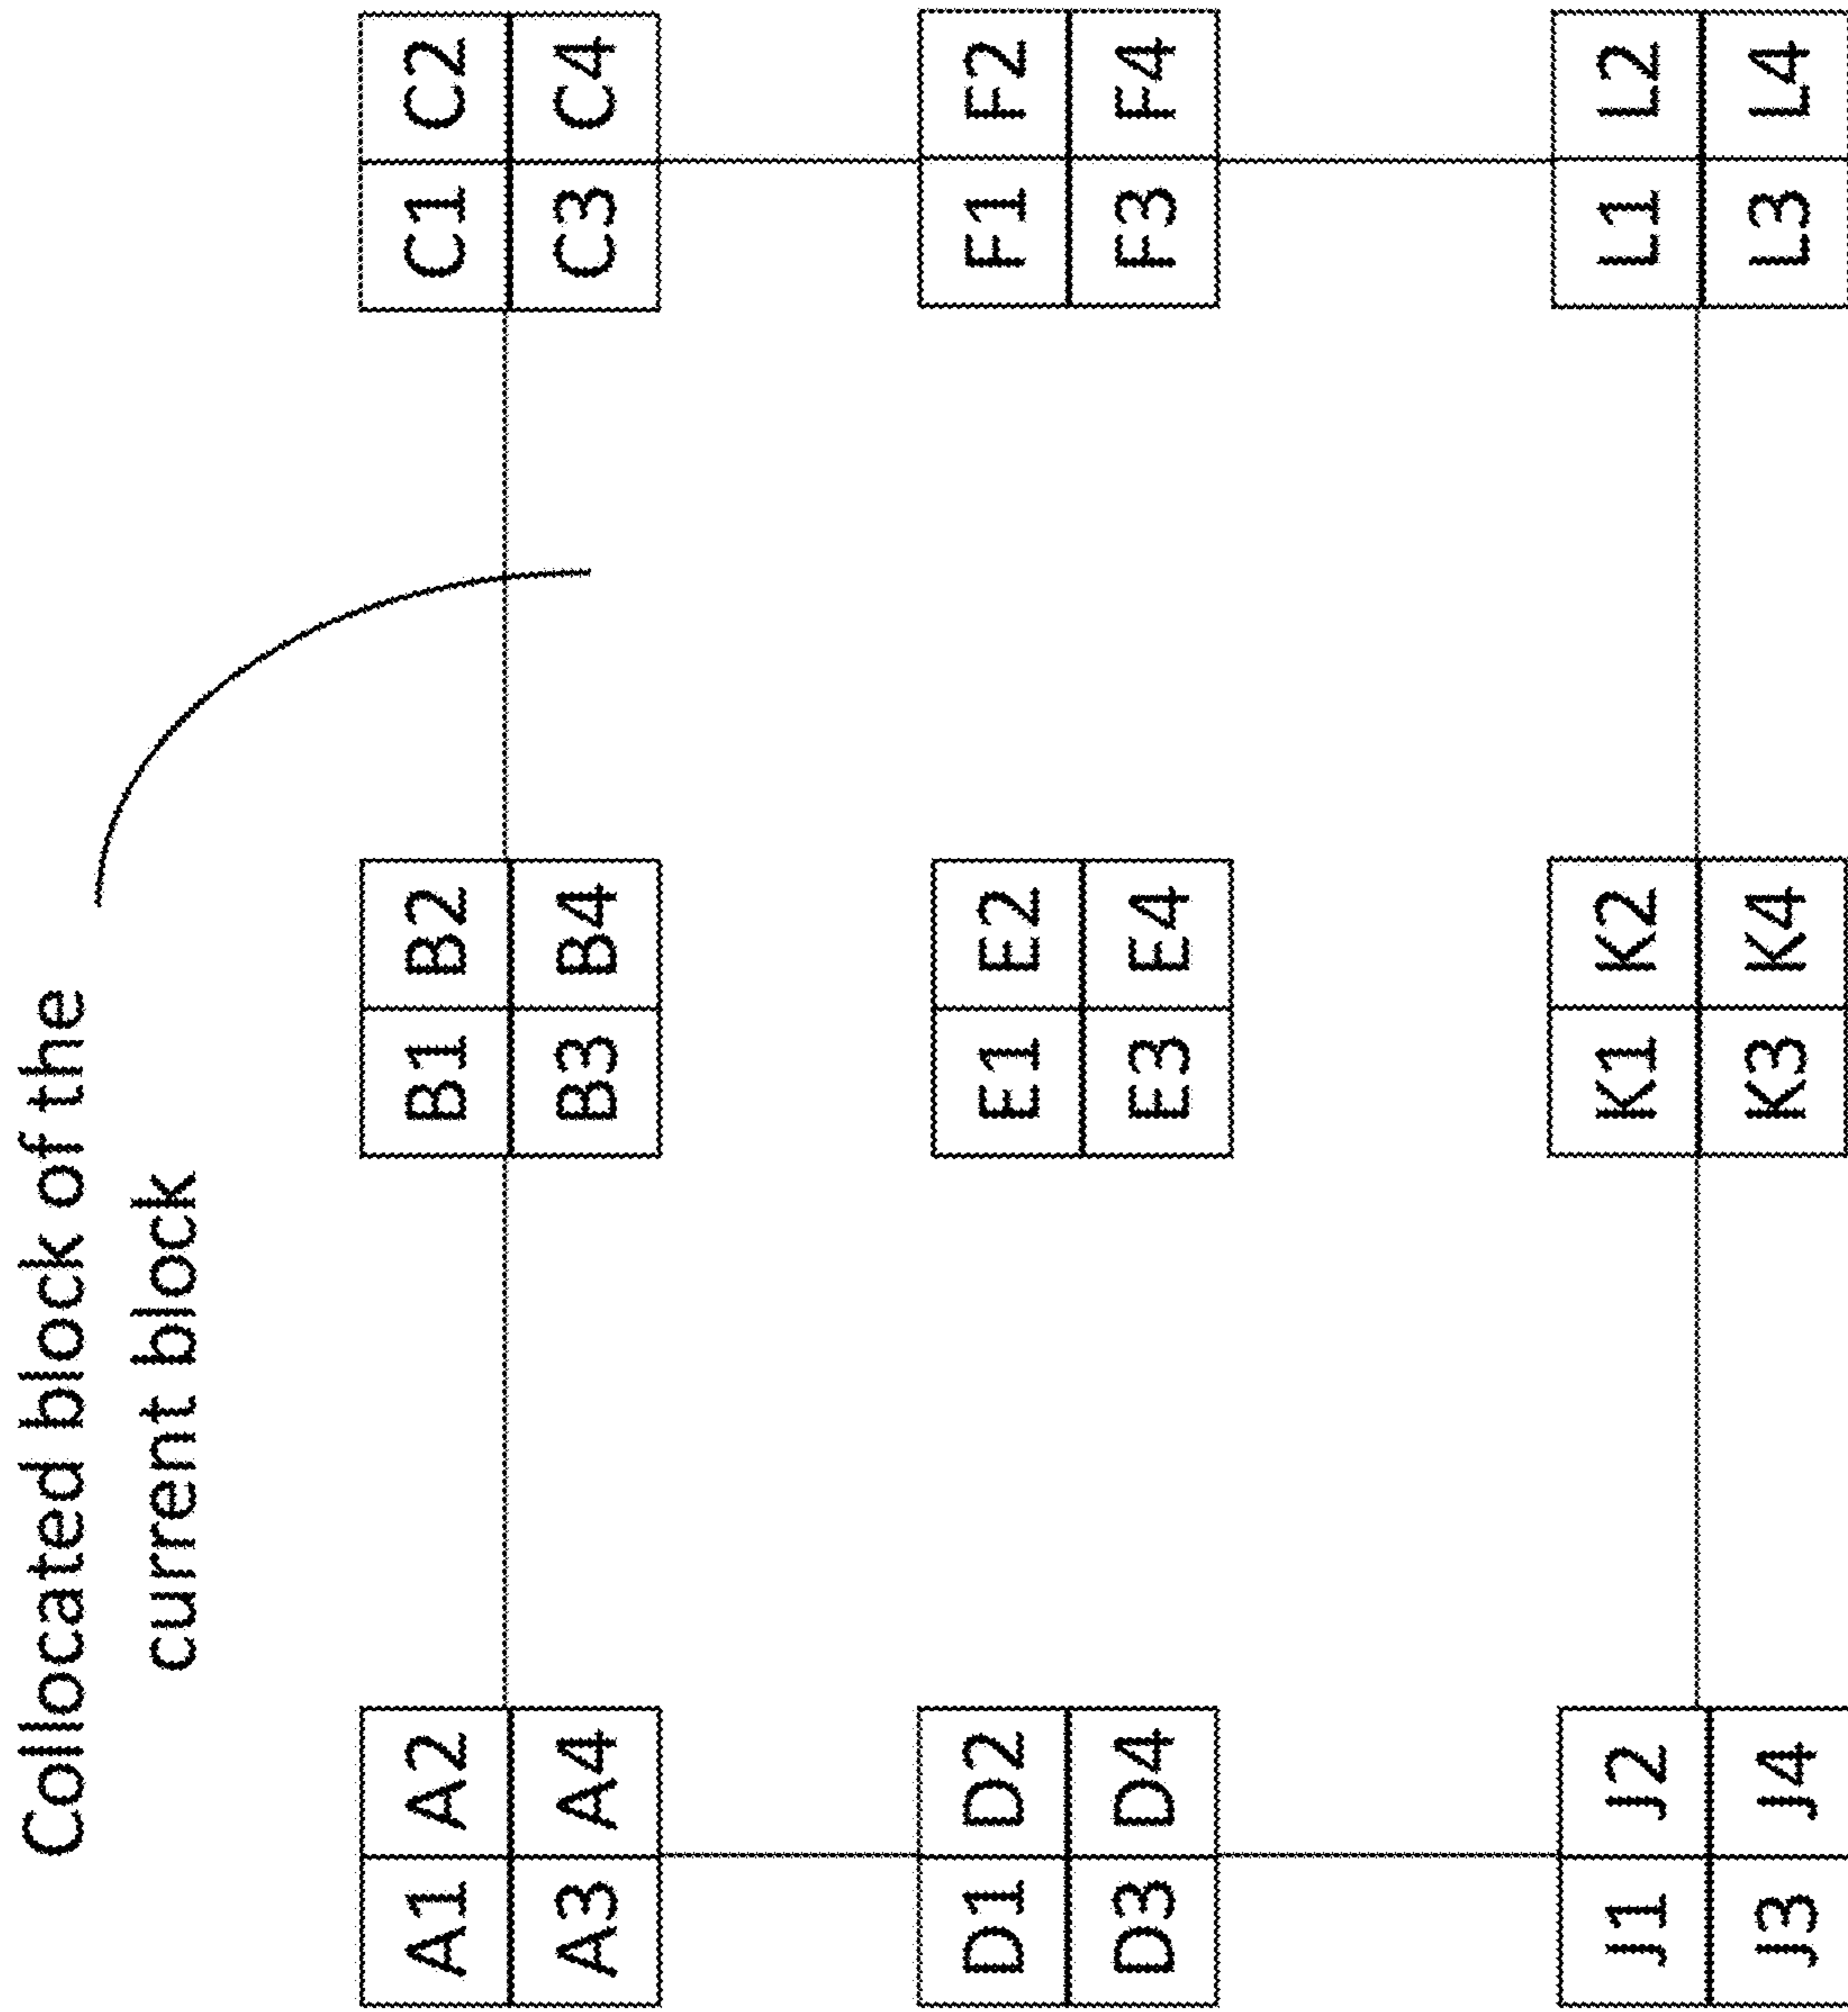 Collocated block of the
current block
A1 A2 B1 B2 C1 C2
A3 A4 B3 B4 C3 C4
D1 D2 E1 E2 F1 F2
D3 D4 E3 E4 F3 F4
J1 J2 K1 K2 L1 L2
J3 J4 K3 K4 L3 L4